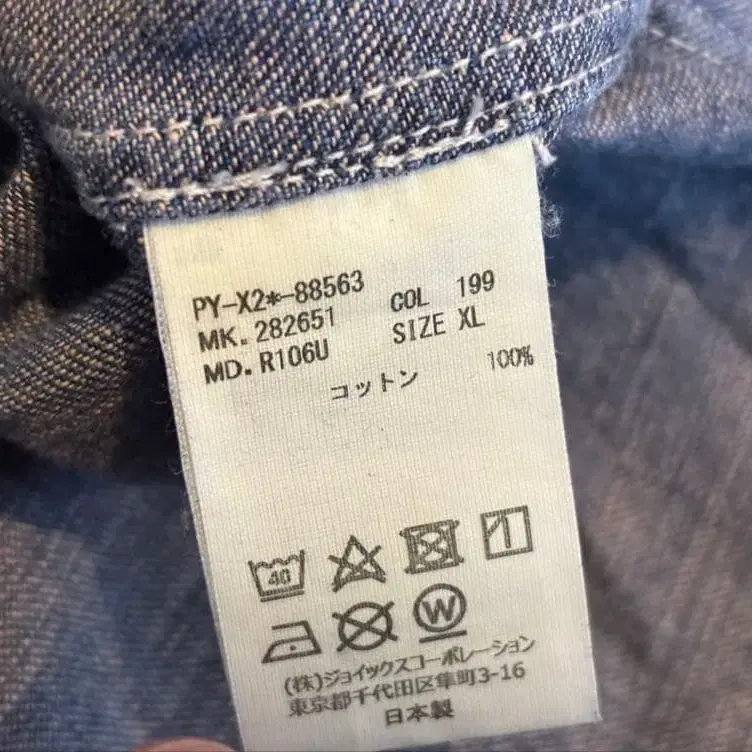 PY-X2*-88563
MK. 282651 COL 199
MD. R106U SIZE XL
コットン 100%
40
W
(株)ジョイックスコーポレーション
東京都千代田区隼町3-16
日本製